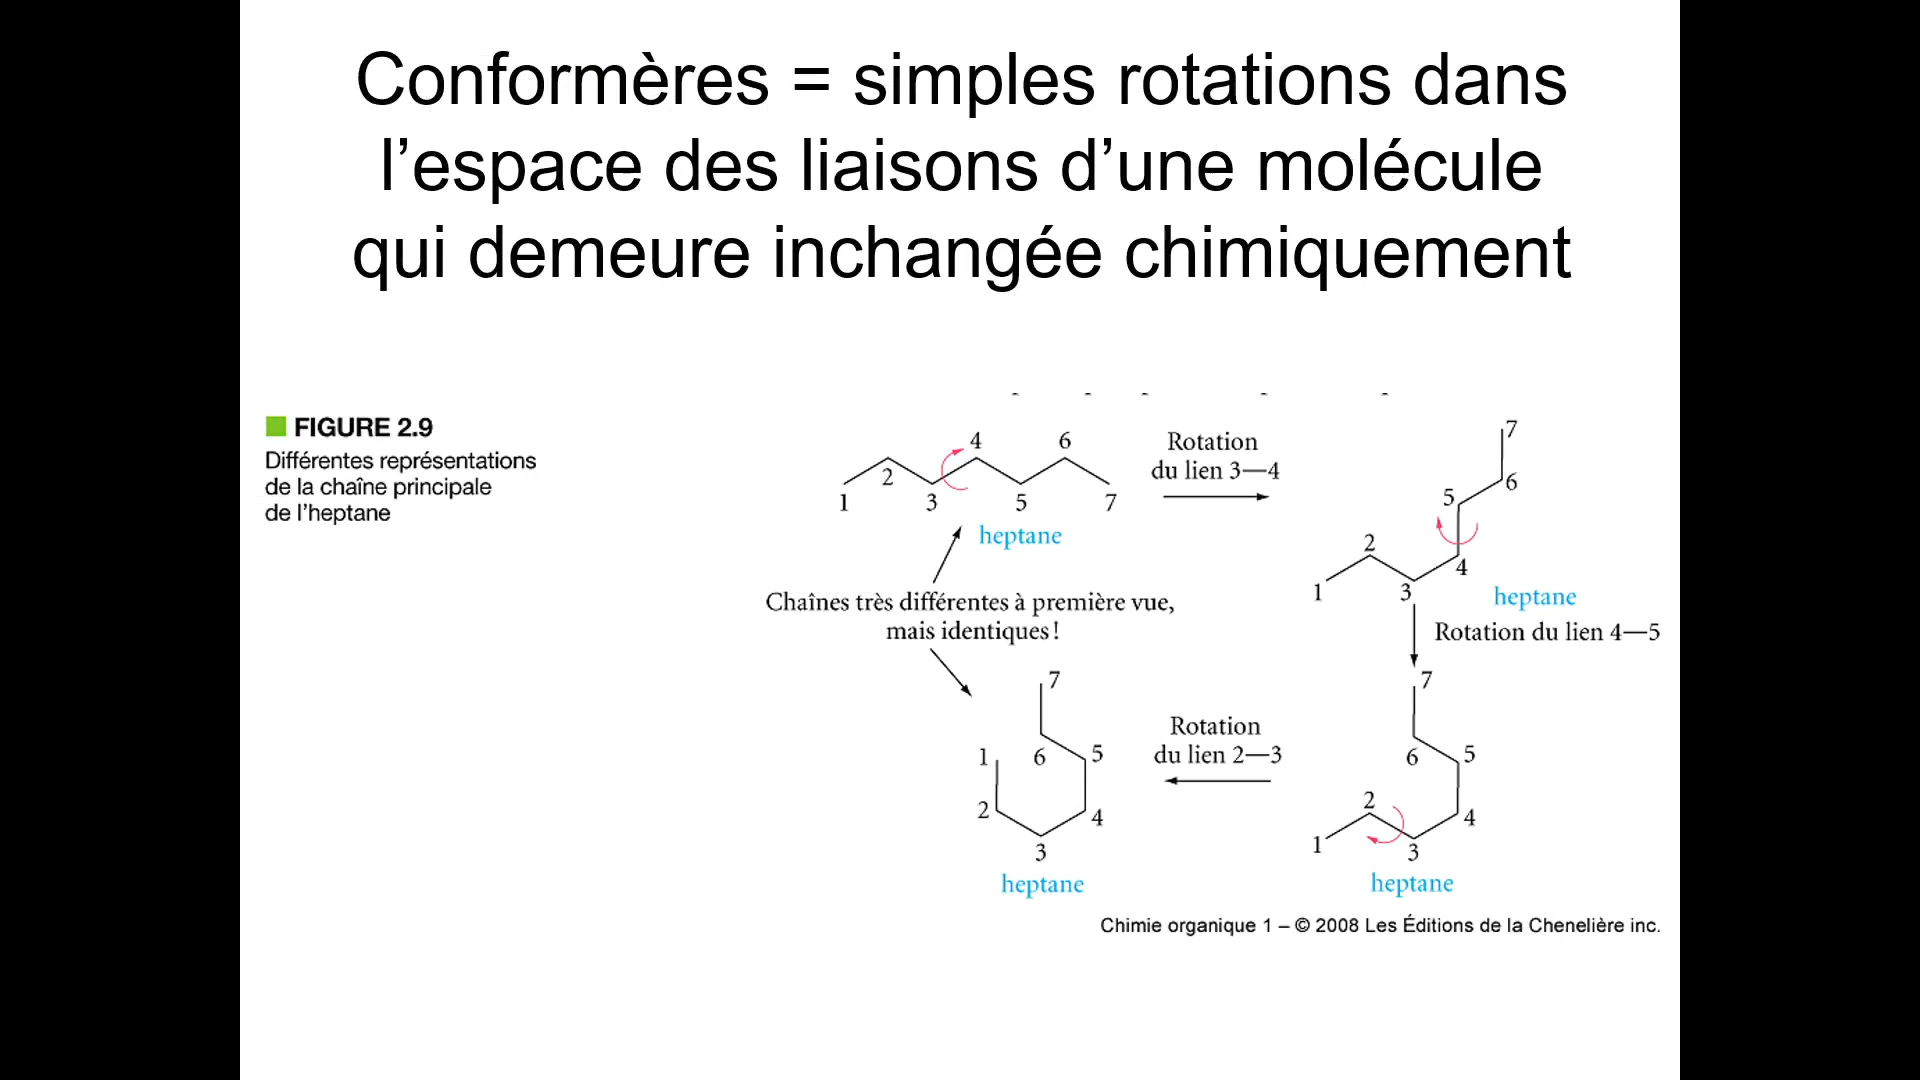 Conformères = simples rotations dans
l’espace des liaisons d’une molécule
qui demeure inchangée chimiquement
FIGURE 2.9
Différentes représentations
de la chaîne principale
de l’heptane
1
2
3
4
5
6
7
heptane
Rotation
du lien 3—4
1
2
3
4
5
6
7
heptane
Chaînes très différentes à première vue,
mais identiques !
Rotation du lien 4—5
1
2
3
4
5
6
7
heptane
Rotation
du lien 2—3
1
2
3
4
5
6
7
heptane
Chimie organique 1 – © 2008 Les Éditions de la Chenelière inc.